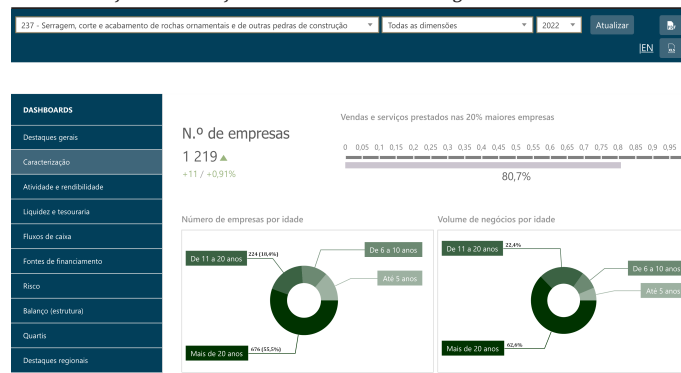 237 - Serragem, corte e acabamento de rochas ornamentais e de outras pedras de construção
Todas as dimensões
2022
Atualizar
|EN
DASHBOARDS
Destaques gerais
Caracterização
Atividade e rendibilidade
Liquidez e tesouraria
Fluxos de caixa
Fontes de financiamento
Risco
Balanço (estrutura)
Quartis
Destaques regionais
N.º de empresas
1 219
+11 / +0,91%
Vendas e serviços prestados nas 20% maiores empresas
0 0,05 0,1 0,15 0,2 0,25 0,3 0,35 0,4 0,45 0,5 0,55 0,6 0,65 0,7 0,75 0,8 0,85 0,9 0,95
80,7%
Número de empresas por idade
De 11 a 20 anos 224 (18,4%)
De 6 a 10 anos
Até 5 anos
Mais de 20 anos 676 (55,5%)
Volume de negócios por idade
De 11 a 20 anos 22,4%
De 6 a 10 anos
Até 5 anos
Mais de 20 anos 62,6%